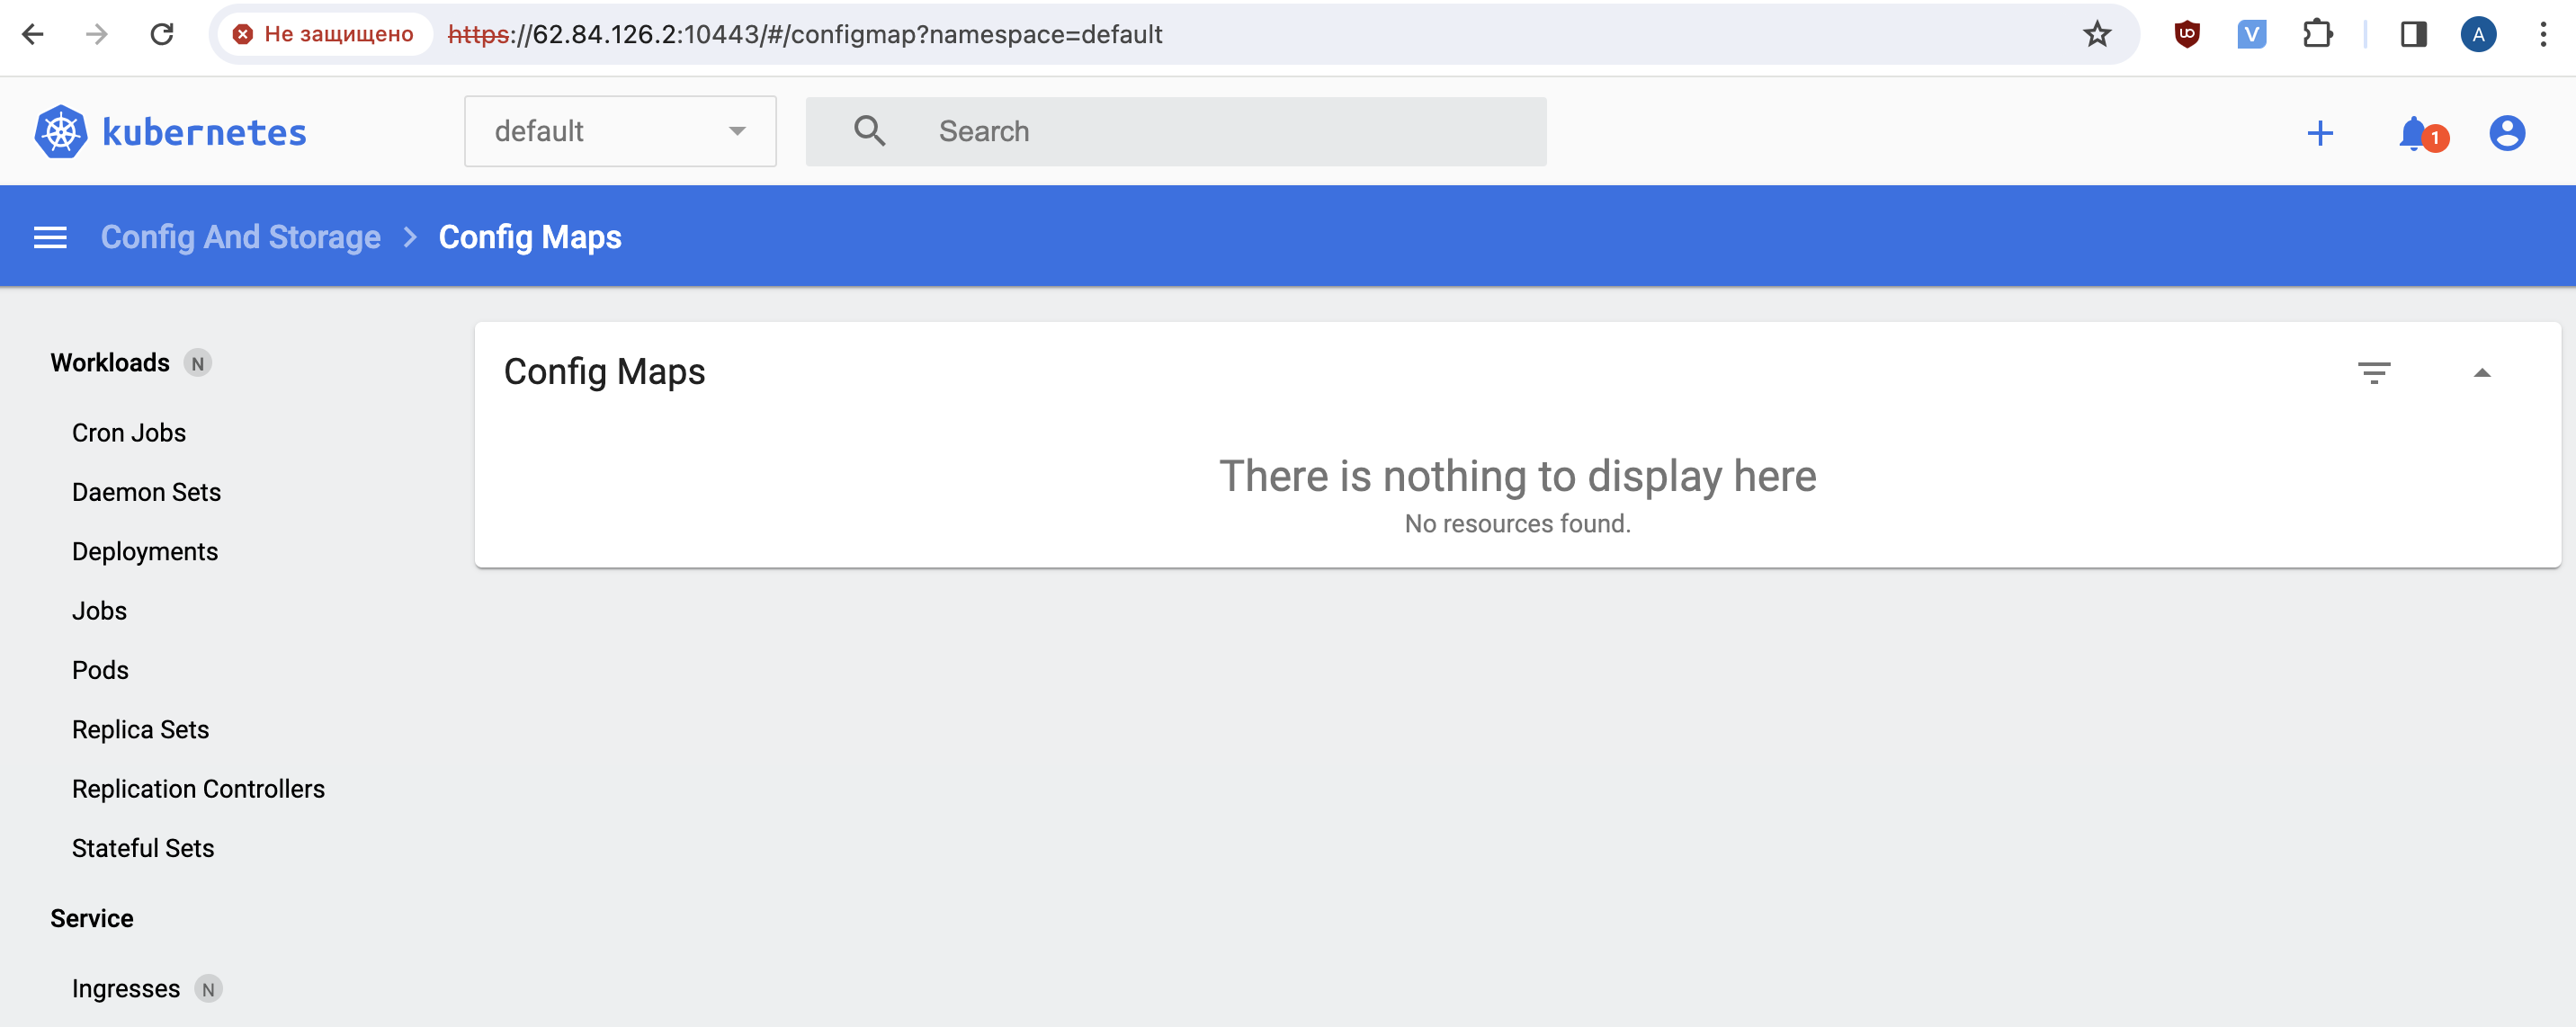 Не защищено https://62.84.126.2:10443/#/configmap?namespace=default
V
A
kubernetes
default
Search
1
Config And Storage > Config Maps
Workloads N
Cron Jobs
Daemon Sets
Deployments
Jobs
Pods
Replica Sets
Replication Controllers
Stateful Sets
Service
Ingresses N
Config Maps
There is nothing to display here
No resources found.